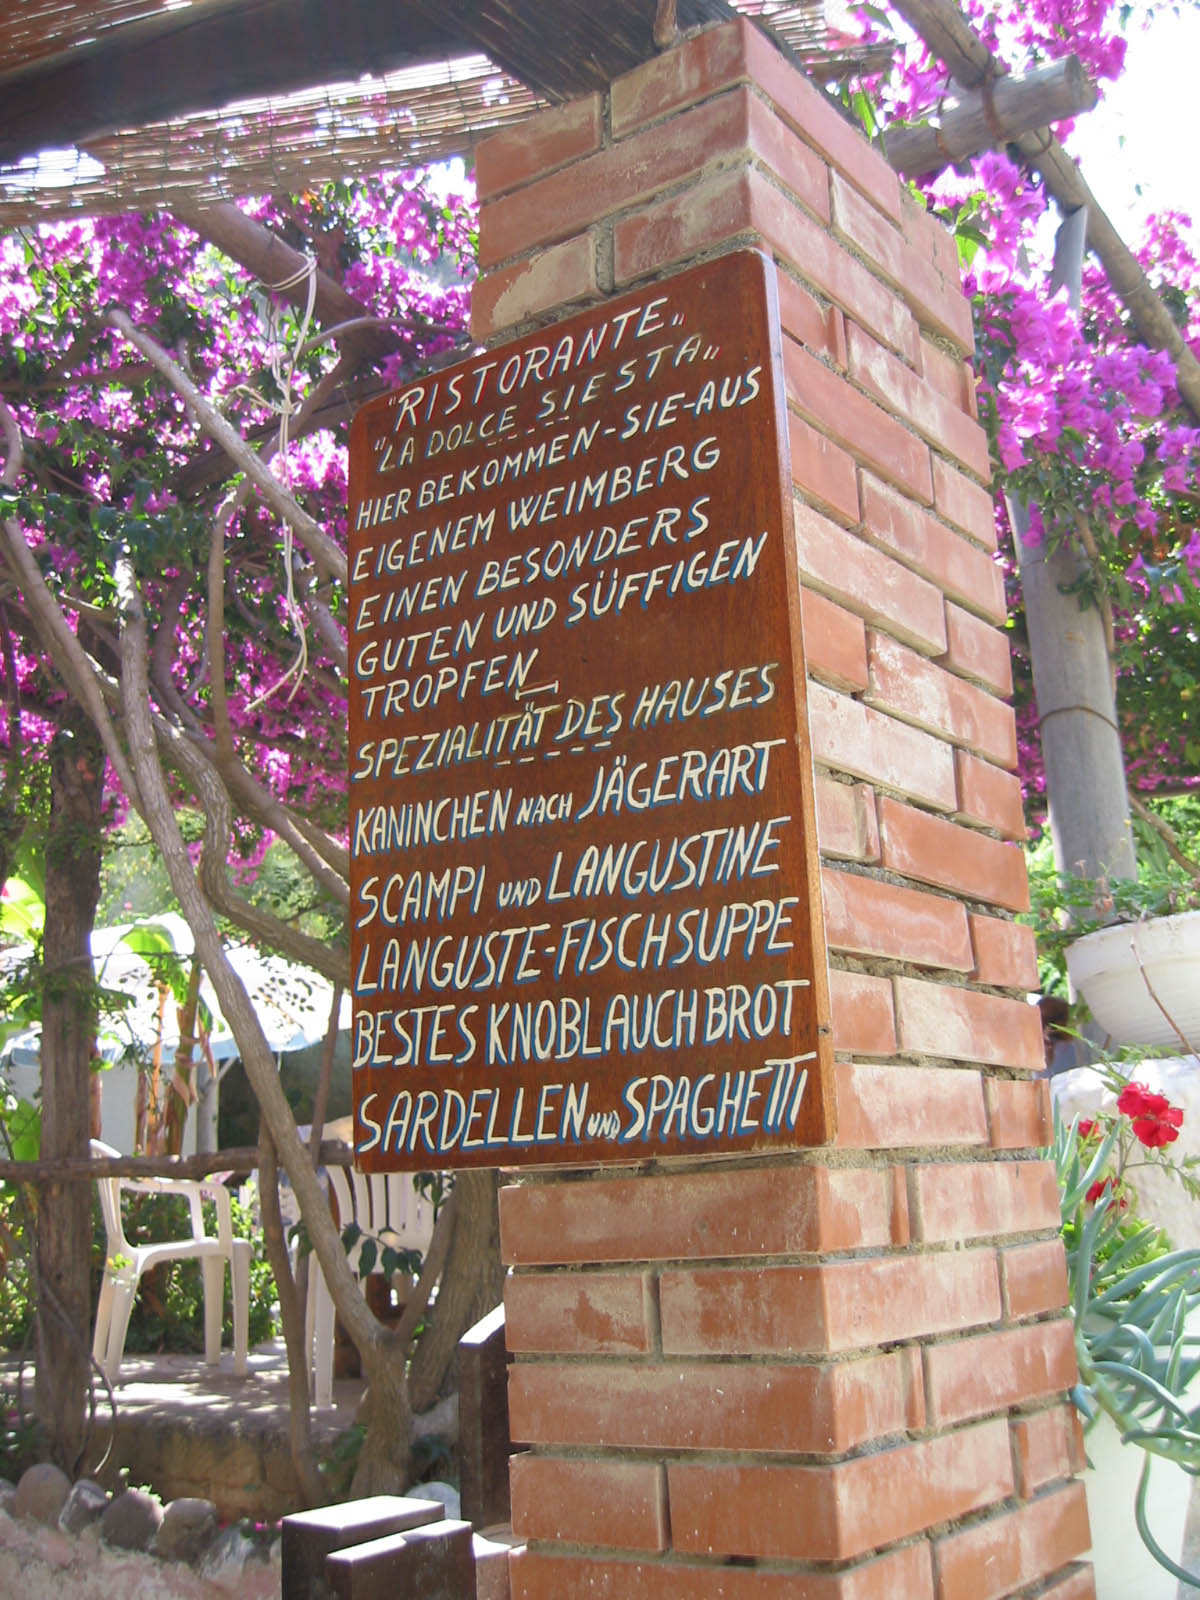 "RISTORANTE"
"LA DOLCE SIESTA"
HIER BEKOMMEN-SIE-AUS
EIGENEM WEIMBERG
EINEN BESONDERS
GUTEN UND SÜFFIGEN
TROPFEN
SPEZIALITÄT DES HAUSES
KANINCHEN NACH JÄGERART
SCAMPI UND LANGUSTINE
LANGUSTE-FISCHSUPPE
BESTES KNOBLAUCHBROT
SARDELLEN UND SPAGHETTI